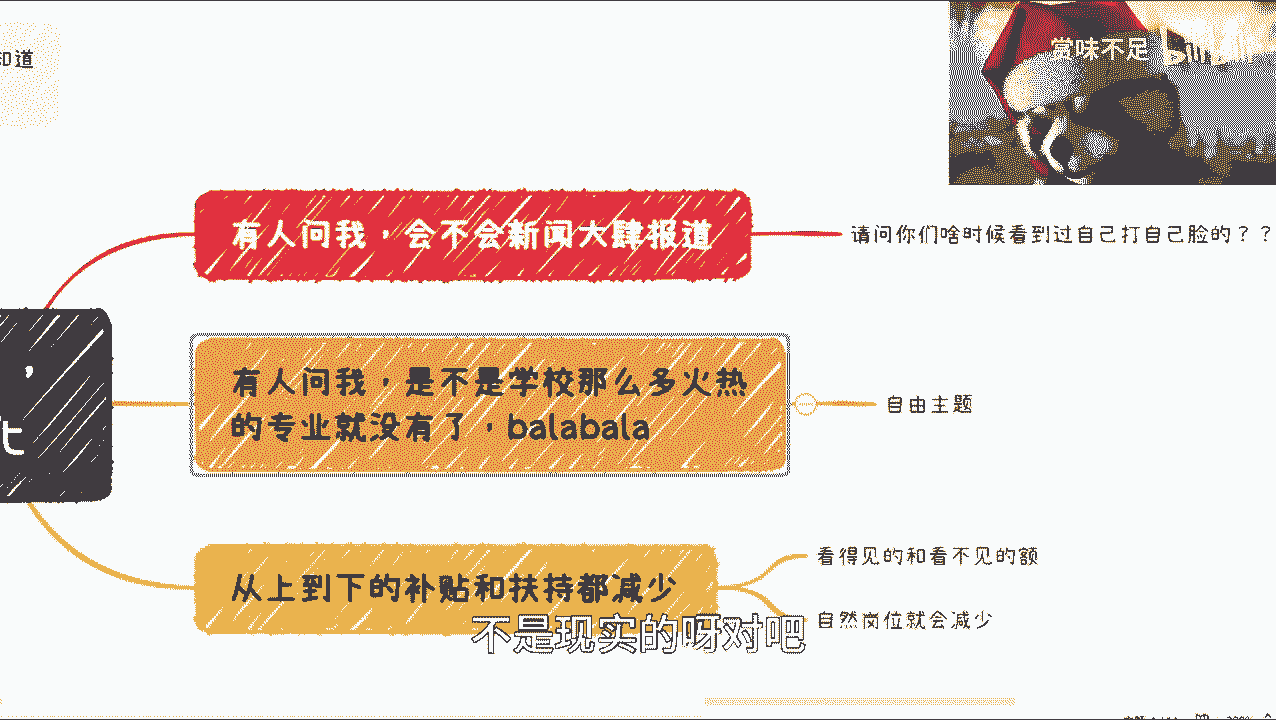 知道
赏味不足 bilibili
有人问我，会不会新闻大肆报道
请问你们啥时候看到过自己打自己脸的？？
有人问我，是不是学校那么多火热
的专业就没有了，balabala
自由主题
从上到下的补贴和扶持都减少
看得见的和看不见的额
自然岗位就会减少
不是现实的呀对吧